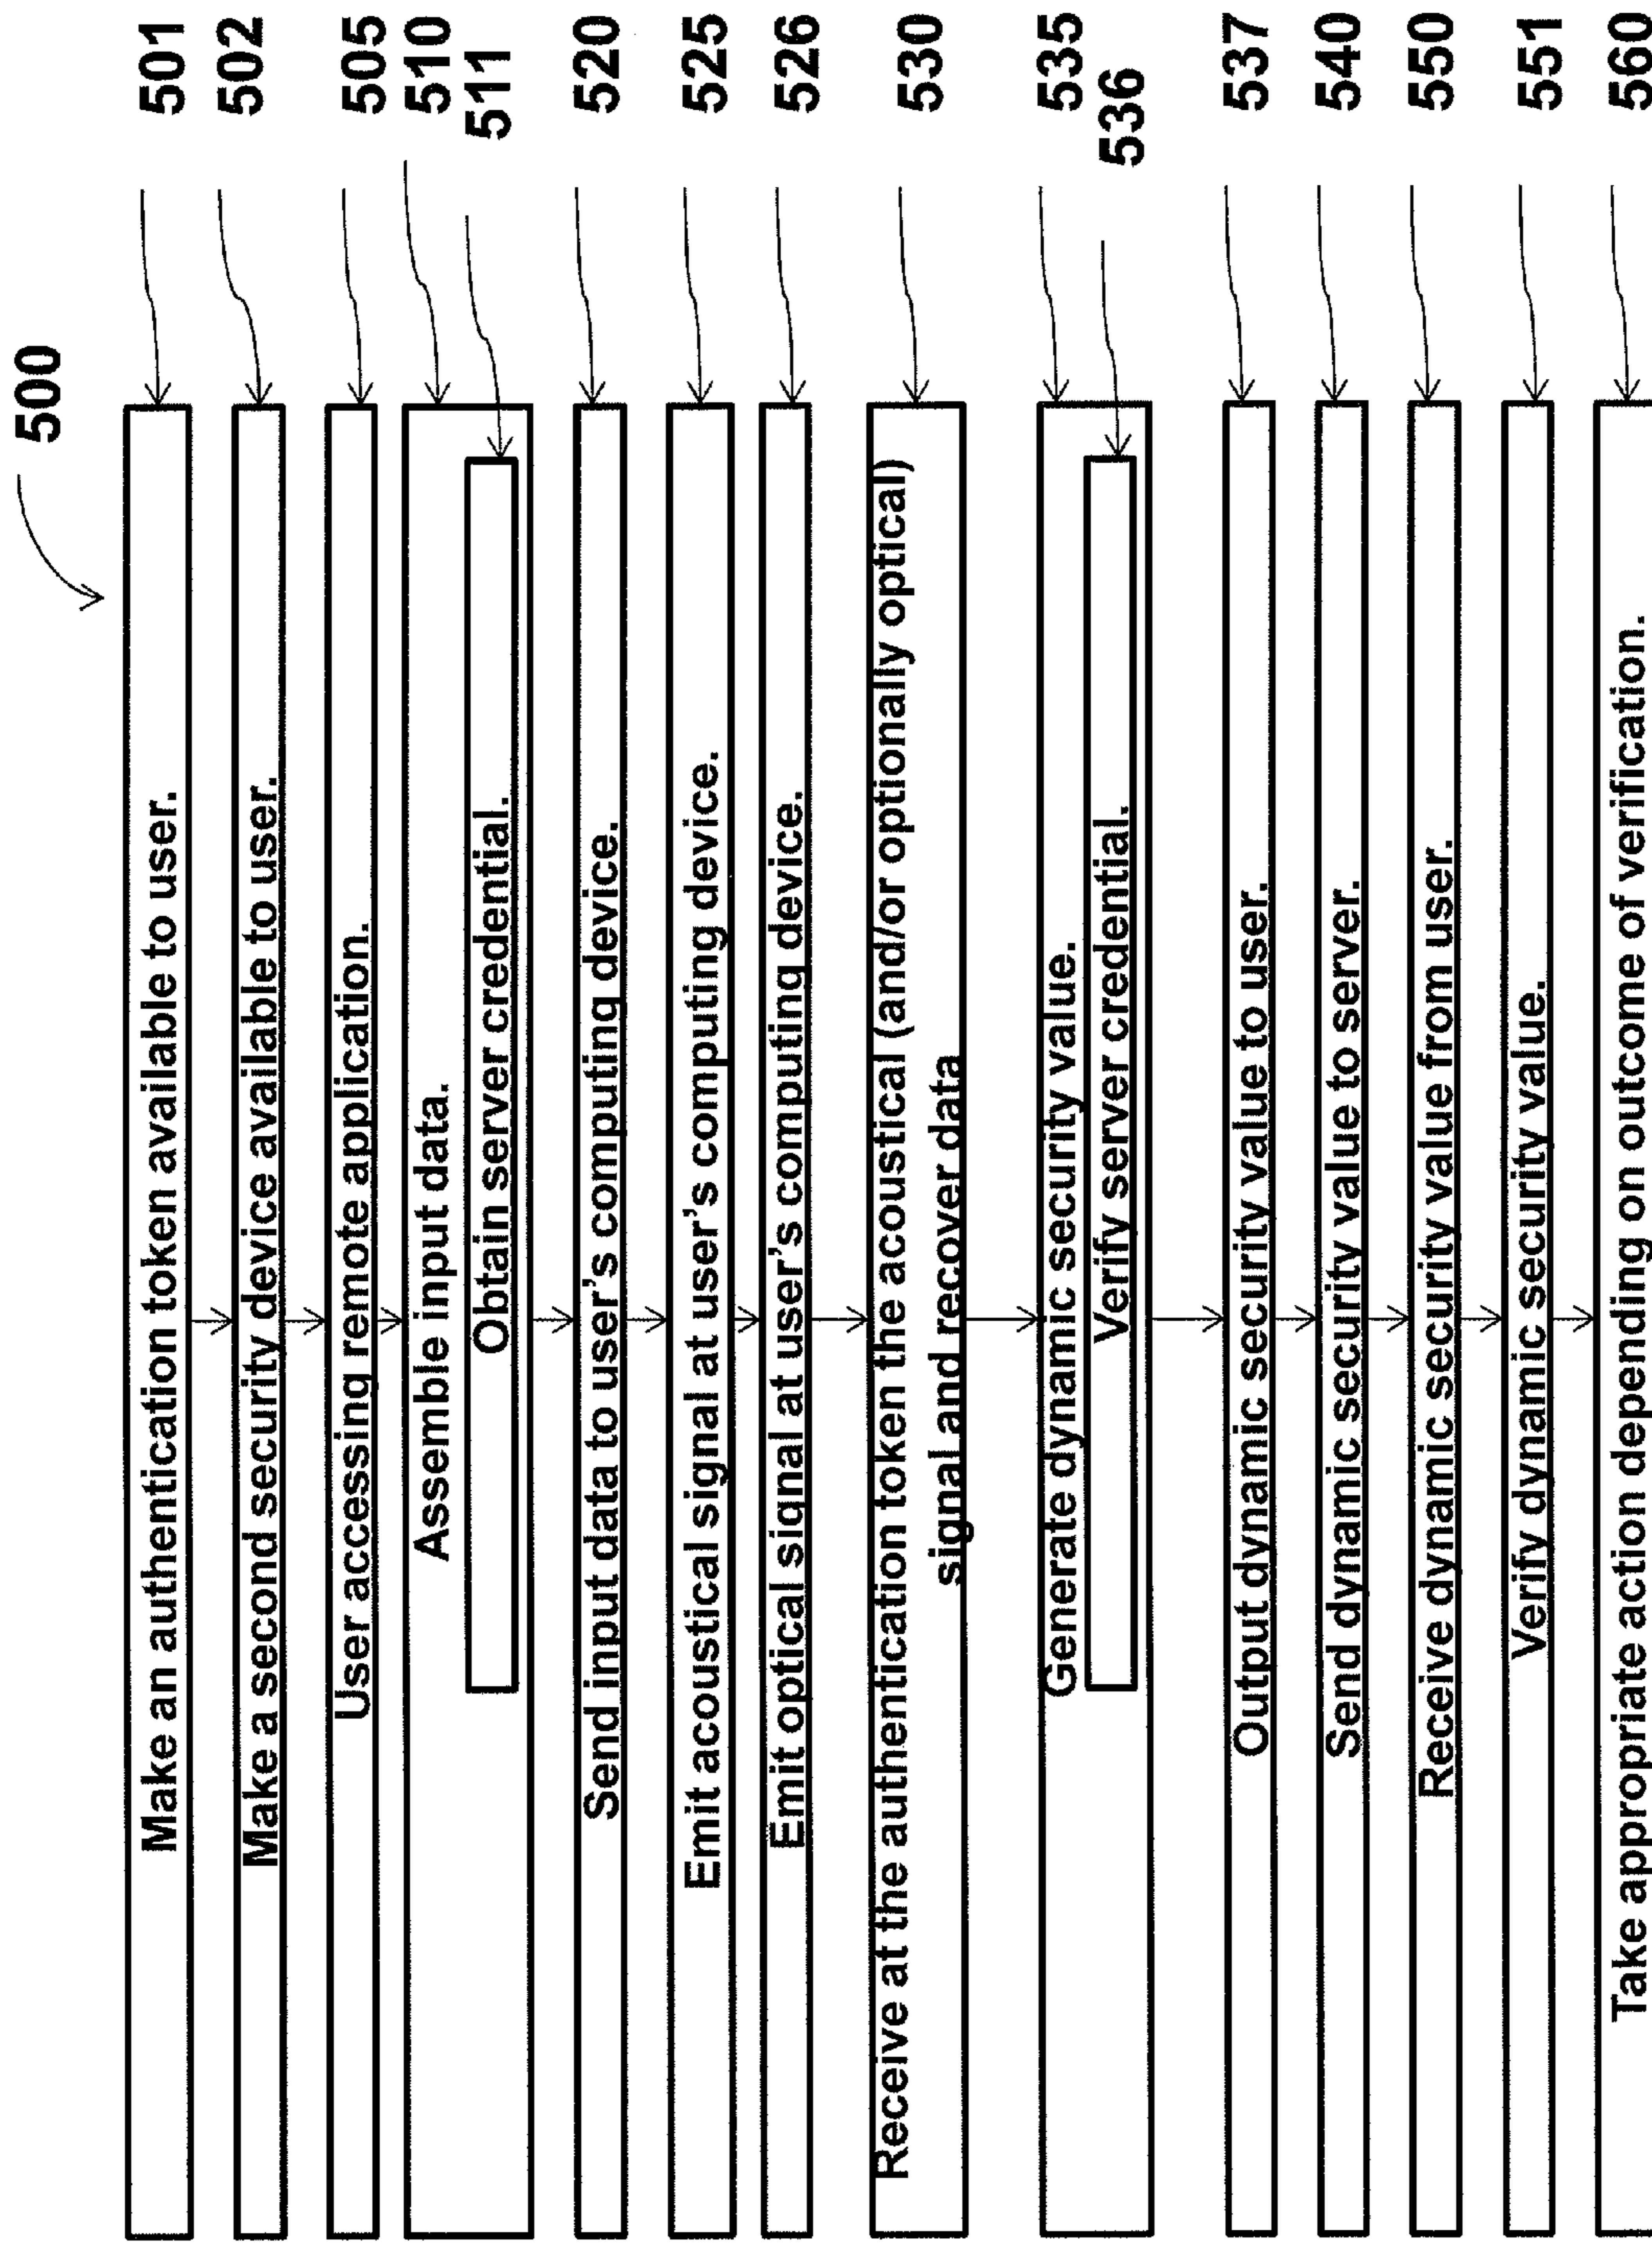 500
Make an authentication token available to user.
501
Make a second security device available to user.
502
User accessing remote application.
505
Assemble input data.
510
Obtain server credential.
511
Send input data to user's computing device.
520
Emit acoustical signal at user's computing device.
525
Emit optical signal at user's computing device.
526
Receive at the authentication token the acoustical (and/or optionally optical)
signal and recover data
530
Generate dynamic security value.
535
Verify server credential.
536
Output dynamic security value to user.
537
Send dynamic security value to server.
540
Receive dynamic security value from user.
550
Verify dynamic security value.
551
Take appropriate action depending on outcome of verification.
560